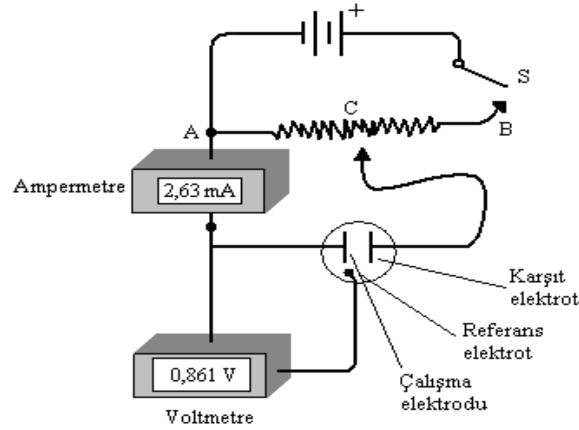 +
S
C
A
B
Ampermetre
2,63 mA
Karşıt
elektrot
Referans
elektrot
0,861 V
Çalışma
elektrodu
Voltmetre